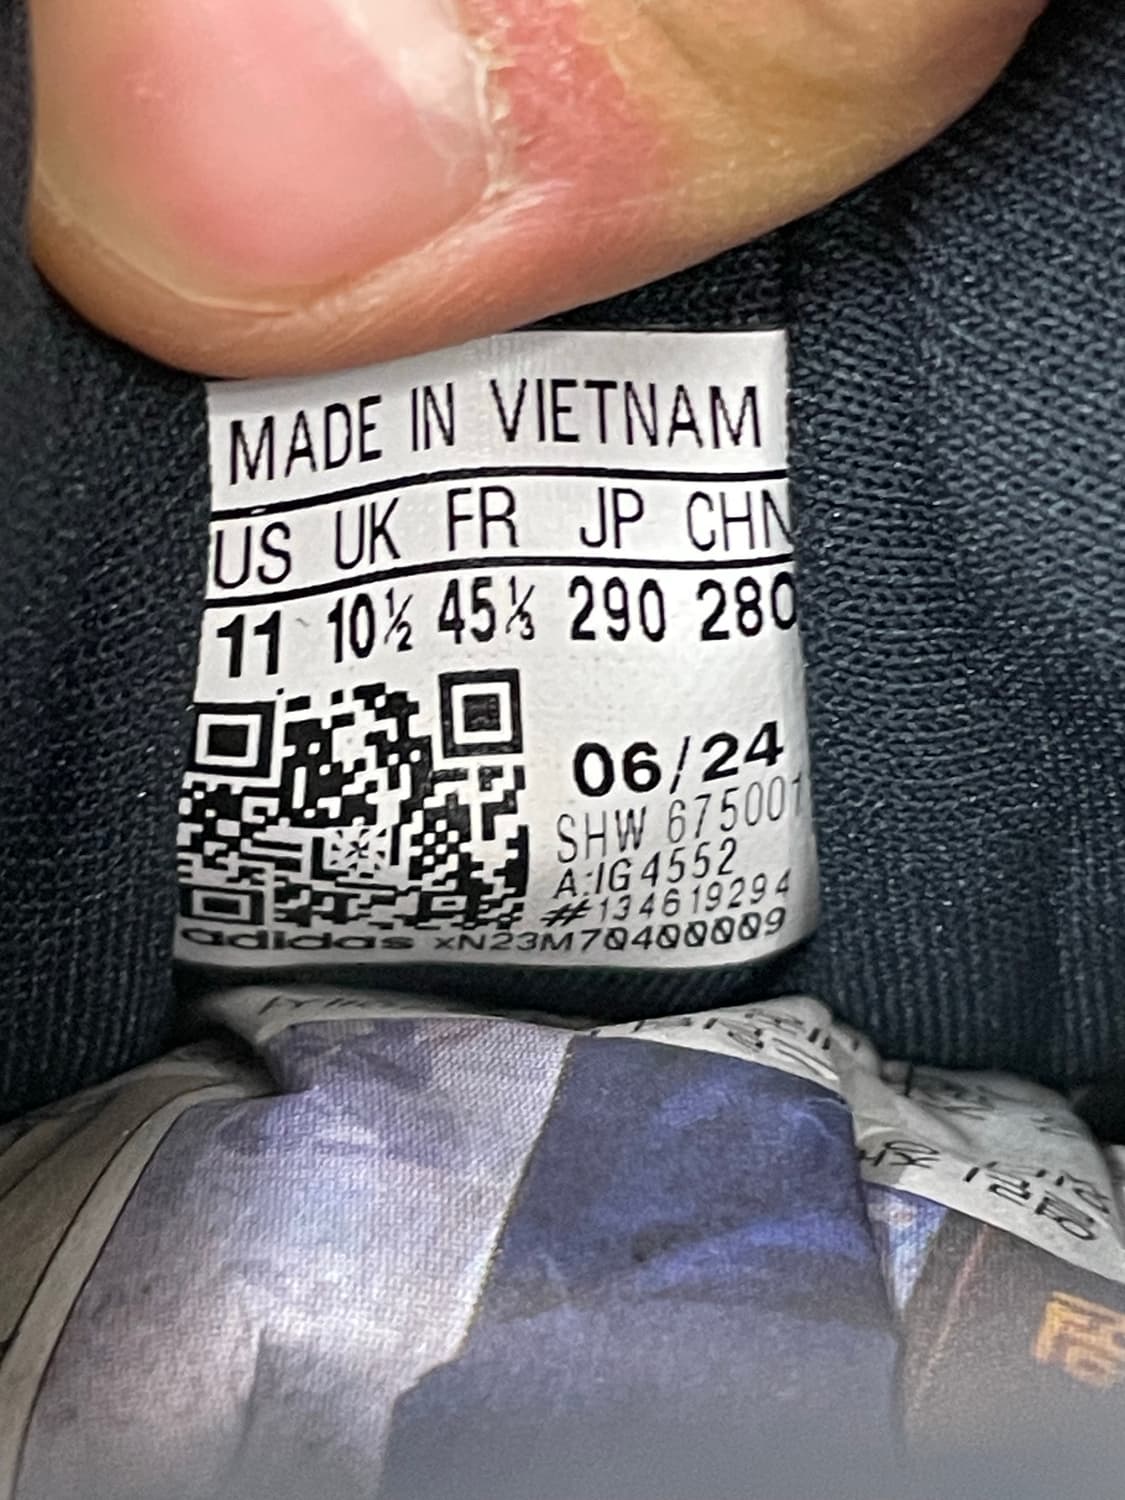 MADE IN VIETNAM
US UK FR JP CHN
11 10½ 45⅓ 290 280
06/24
SHW 675001
A:IG4552
#134619294
adidas xN23M70400009